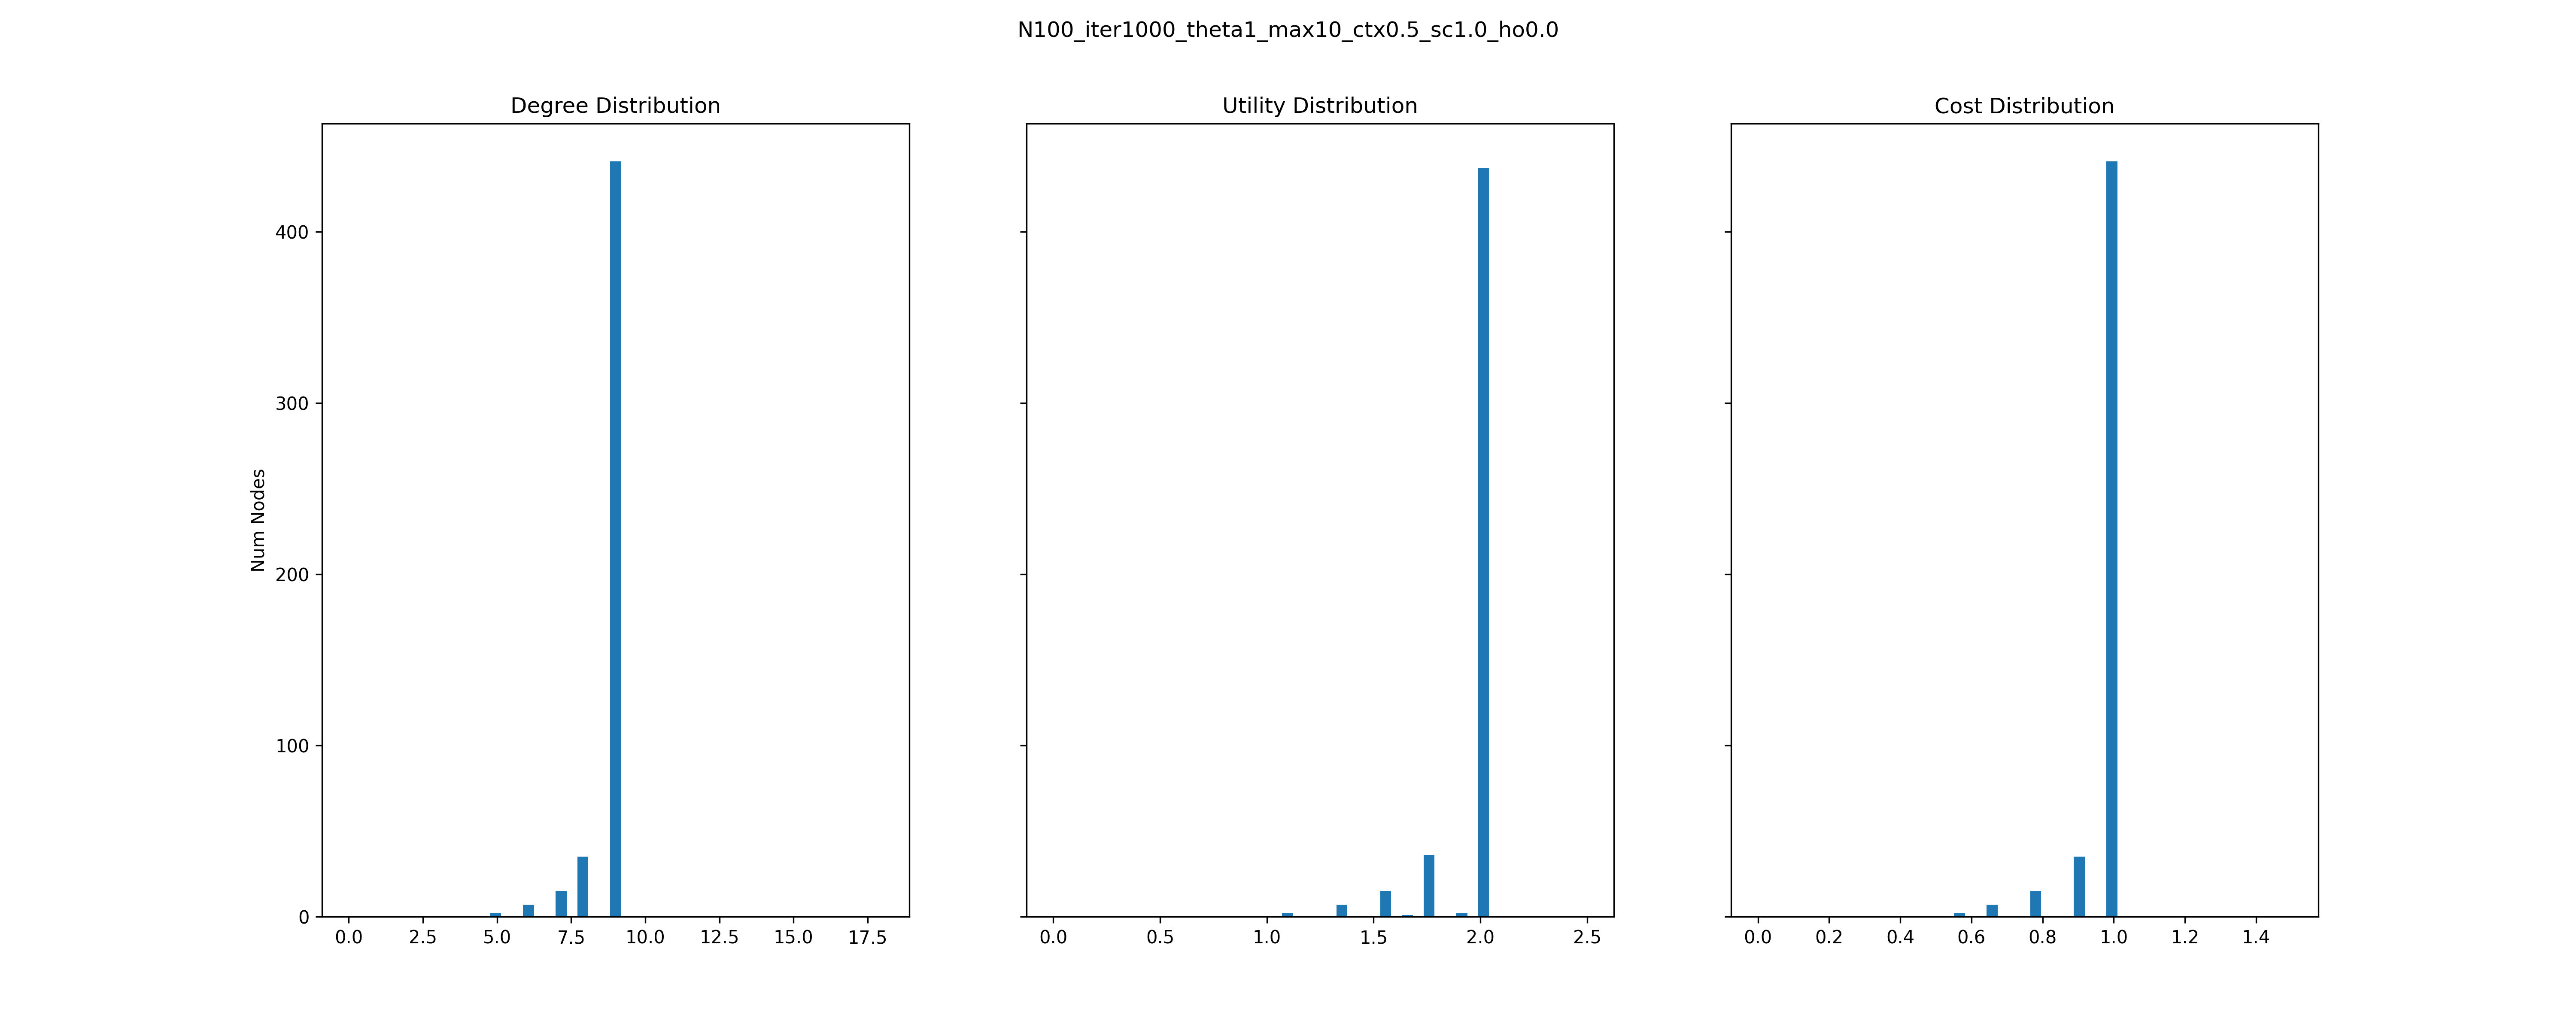 N100_iter1000_theta1_max10_ctx0.5_sc1.0_ho0.0
Degree Distribution
Num Nodes
400
300
200
100
0
0.0 2.5 5.0 7.5 10.0 12.5 15.0 17.5
Utility Distribution
0.0 0.5 1.0 1.5 2.0 2.5
Cost Distribution
0.0 0.2 0.4 0.6 0.8 1.0 1.2 1.4